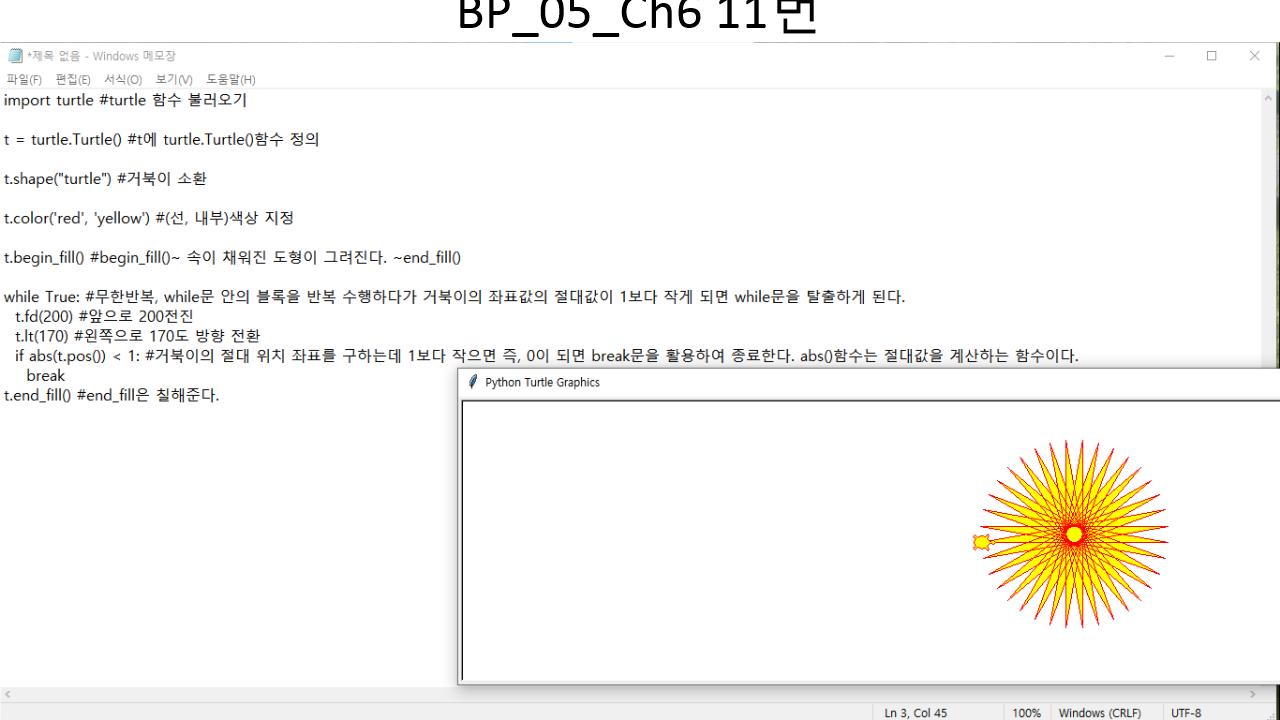 BP_05_Ch6 11번
*제목 없음 - Windows 메모장
파일(F) 편집(E) 서식(O) 보기(V) 도움말(H)
import turtle #turtle 함수 불러오기
t = turtle.Turtle() #t에 turtle.Turtle()함수 정의
t.shape("turtle") #거북이 소환
t.color('red', 'yellow') #(선, 내부)색상 지정
t.begin_fill() #begin_fill()~ 속이 채워진 도형이 그려진다. ~end_fill()
while True: #무한반복, while문 안의 블록을 반복 수행하다가 거북이의 좌표값의 절대값이 1보다 작게 되면 while문을 탈출하게 된다.
t.fd(200) #앞으로 200전진
t.lt(170) #왼쪽으로 170도 방향 전환
if abs(t.pos()) < 1: #거북이의 절대 위치 좌표를 구하는데 1보다 작으면 즉, 0이 되면 break문을 활용하여 종료한다. abs()함수는 절대값을 계산하는 함수이다.
break
t.end_fill() #end_fill은 칠해준다.
Python Turtle Graphics
Ln 3, Col 45 100% Windows (CRLF) UTF-8